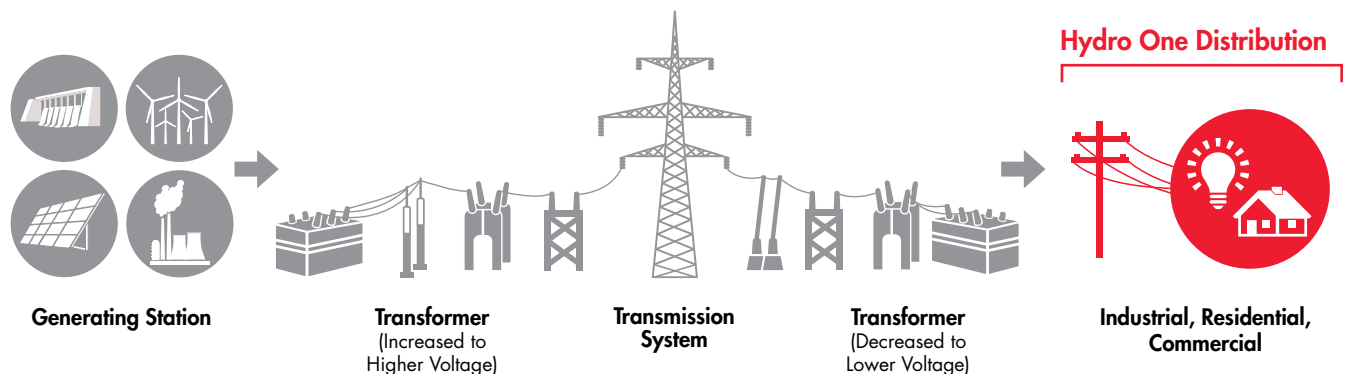 Hydro One Distribution
Generating Station
Transformer
(Increased to
Higher Voltage)
Transmission
System
Transformer
(Decreased to
Lower Voltage)
Industrial, Residential,
Commercial